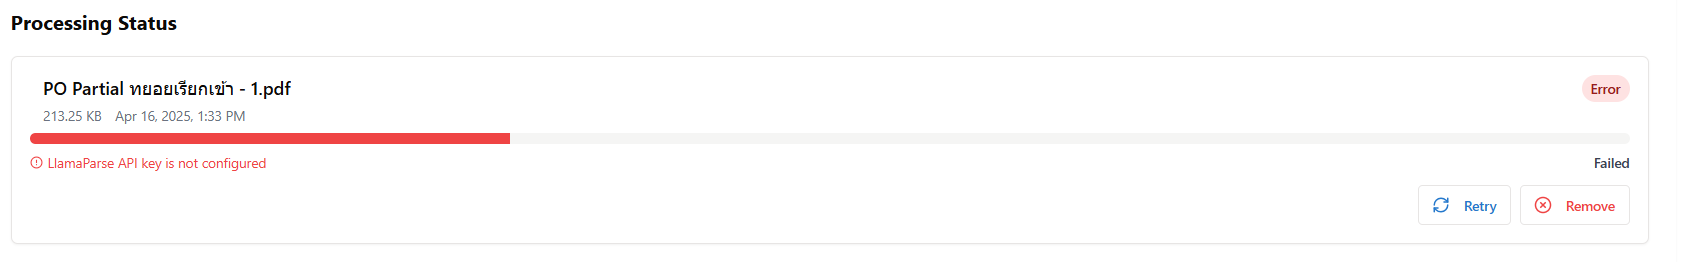 Processing Status
PO Partial ทยอยเรียกเข้า - 1.pdf
Error
213.25 KB Apr 16, 2025, 1:33 PM
LlamaParse API key is not configured
Failed
Retry
Remove